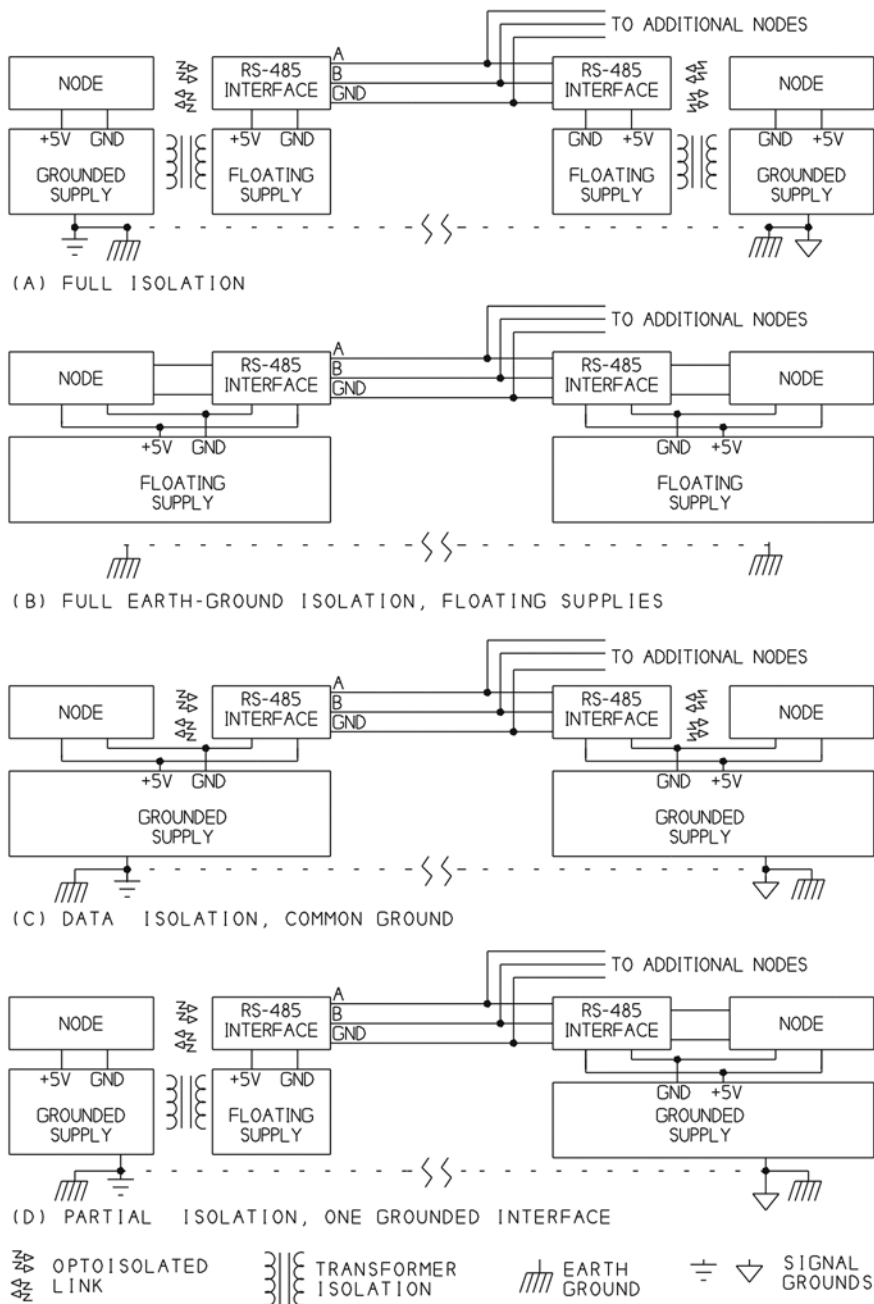 TO ADDITIONAL NODES
A
B
GND
NODE
RS-485
INTERFACE
RS-485
INTERFACE
NODE
+5V GND
+5V GND
GND +5V
GND +5V
GROUNDED
SUPPLY
FLOATING
SUPPLY
FLOATING
SUPPLY
GROUNDED
SUPPLY
(A) FULL ISOLATION
TO ADDITIONAL NODES
A
B
GND
NODE
RS-485
INTERFACE
RS-485
INTERFACE
NODE
+5V GND
GND +5V
FLOATING
SUPPLY
FLOATING
SUPPLY
(B) FULL EARTH-GROUND ISOLATION, FLOATING SUPPLIES
TO ADDITIONAL NODES
A
B
GND
NODE
RS-485
INTERFACE
RS-485
INTERFACE
NODE
+5V GND
GND +5V
GROUNDED
SUPPLY
GROUNDED
SUPPLY
(C) DATA ISOLATION, COMMON GROUND
TO ADDITIONAL NODES
A
B
GND
NODE
RS-485
INTERFACE
RS-485
INTERFACE
NODE
+5V GND
+5V GND
GND +5V
GROUNDED
SUPPLY
FLOATING
SUPPLY
GROUNDED
SUPPLY
(D) PARTIAL ISOLATION, ONE GROUNDED INTERFACE
OPTOISOLATED
LINK
TRANSFORMER
ISOLATION
EARTH
GROUND
SIGNAL
GROUNDS